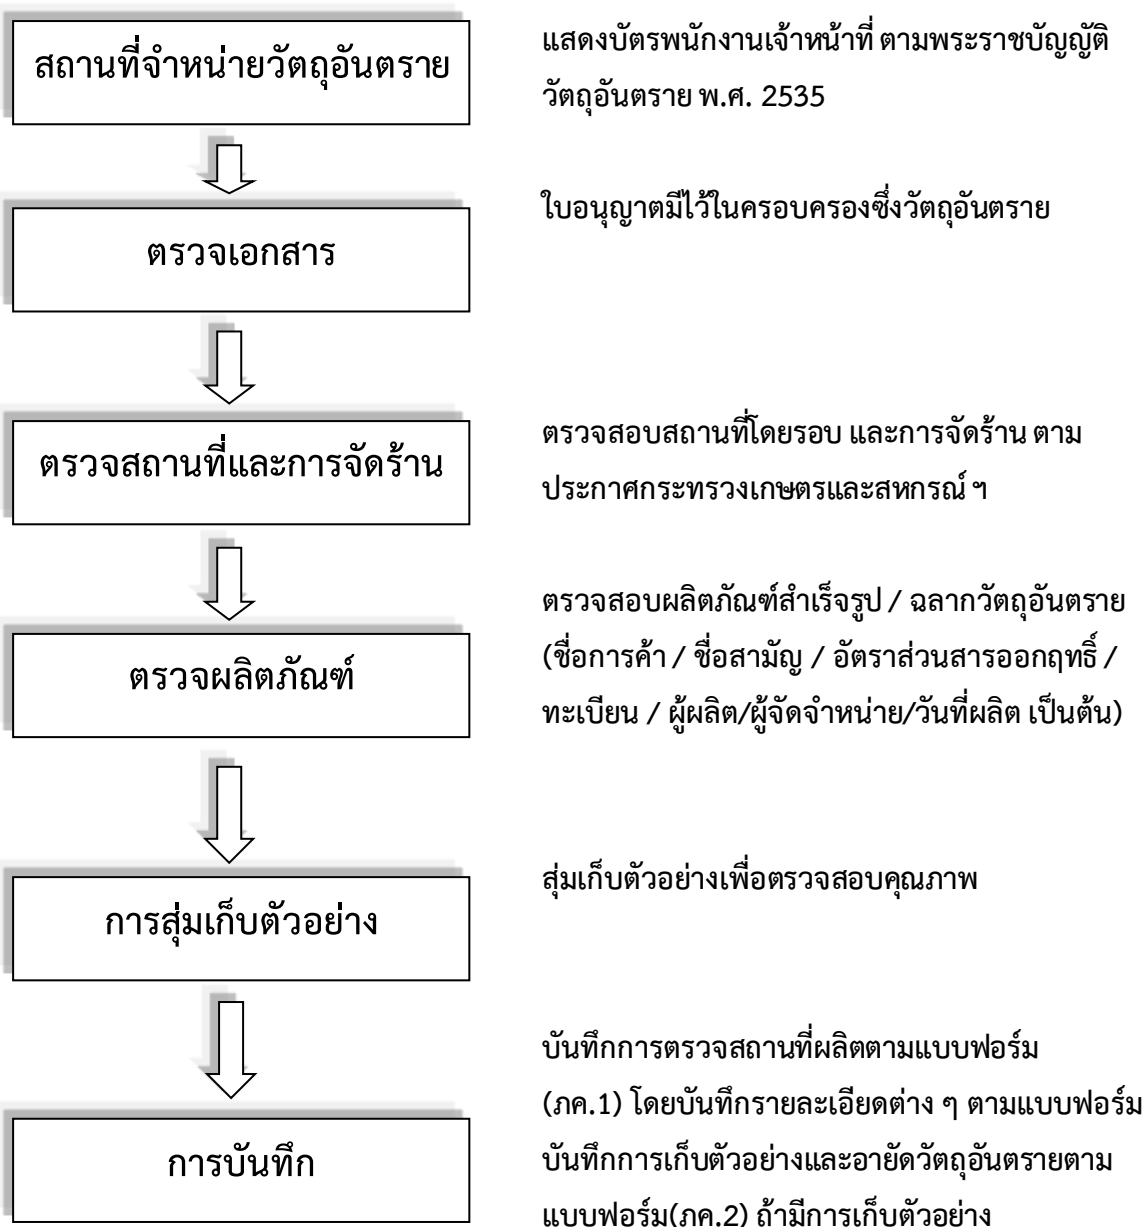 สถานที่จำหน่ายวัตถุอันตราย
แสดงบัตรพนักงานเจ้าหน้าที่ ตามพระราชบัญญัติ
วัตถุอันตราย พ.ศ. 2535
ตรวจเอกสาร
ใบอนุญาตมีไว้ในครอบครองซึ่งวัตถุอันตราย
ตรวจสถานที่และการจัดร้าน
ตรวจสอบสถานที่โดยรอบ และการจัดร้าน ตาม
ประกาศกระทรวงเกษตรและสหกรณ์ ฯ
ตรวจผลิตภัณฑ์
ตรวจสอบผลิตภัณฑ์สำเร็จรูป / ฉลากวัตถุอันตราย
(ชื่อการค้า / ชื่อสามัญ / อัตราส่วนสารออกฤทธิ์ /
ทะเบียน / ผู้ผลิต/ผู้จัดจำหน่าย/วันที่ผลิต เป็นต้น)
การสุ่มเก็บตัวอย่าง
สุ่มเก็บตัวอย่างเพื่อตรวจสอบคุณภาพ
การบันทึก
บันทึกการตรวจสถานที่ผลิตตามแบบฟอร์ม
(ภค.1) โดยบันทึกรายละเอียดต่าง ๆ ตามแบบฟอร์ม
บันทึกการเก็บตัวอย่างและอายัดวัตถุอันตรายตาม
แบบฟอร์ม(ภค.2) ถ้ามีการเก็บตัวอย่าง